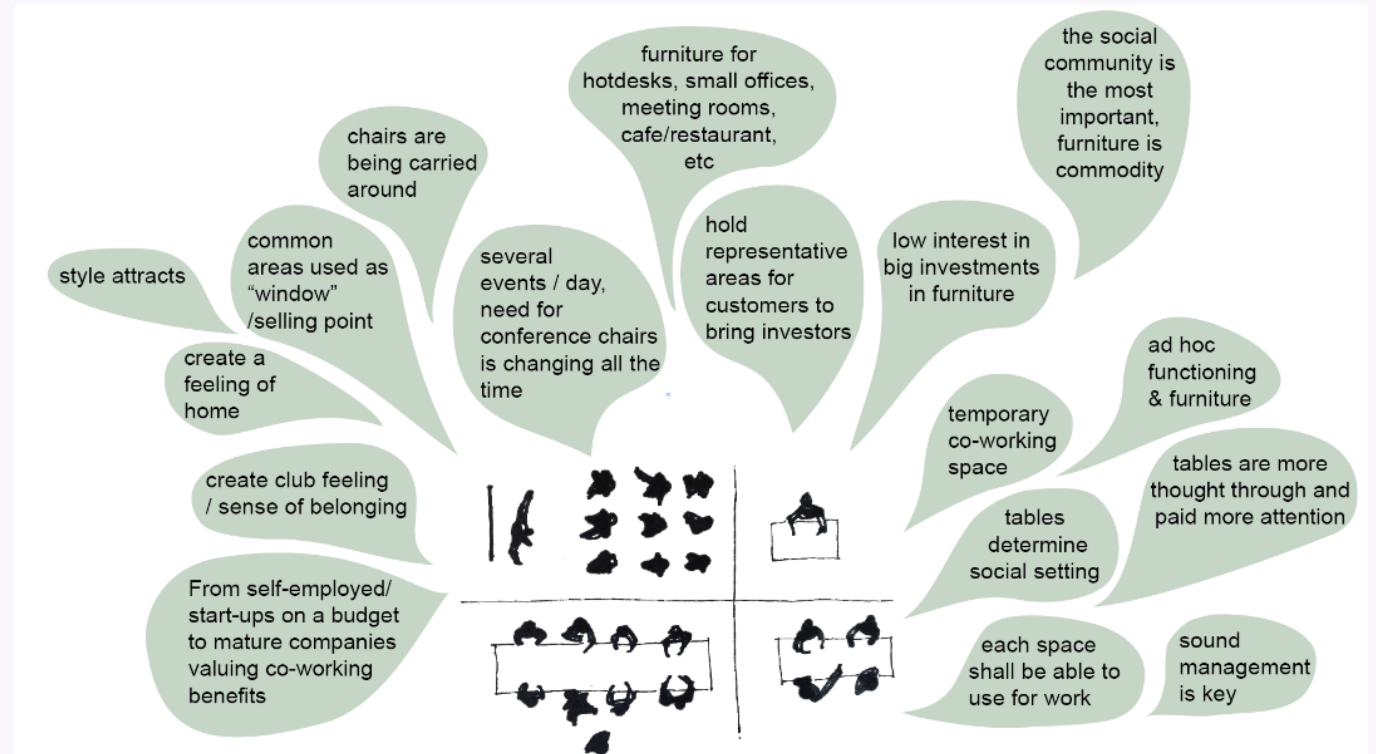 style attracts
create a
feeling of
home
create club feeling
/ sense of belonging
From self-employed/
start-ups on a budget
to mature companies
valuing co-working
benefits
common
areas used as
“window”
/selling point
chairs are
being carried
around
several
events / day,
need for
conference chairs
is changing all the
time
furniture for
hotdesks, small offices,
meeting rooms,
cafe/restaurant,
etc
hold
representative
areas for
customers to
bring investors
low interest in
big investments
in furniture
the social
community is
the most
important,
furniture is
commodity
temporary
co-working
space
ad hoc
functioning
& furniture
tables
determine
social setting
tables are more
thought through and
paid more attention
each space
shall be able to
use for work
sound
management
is key